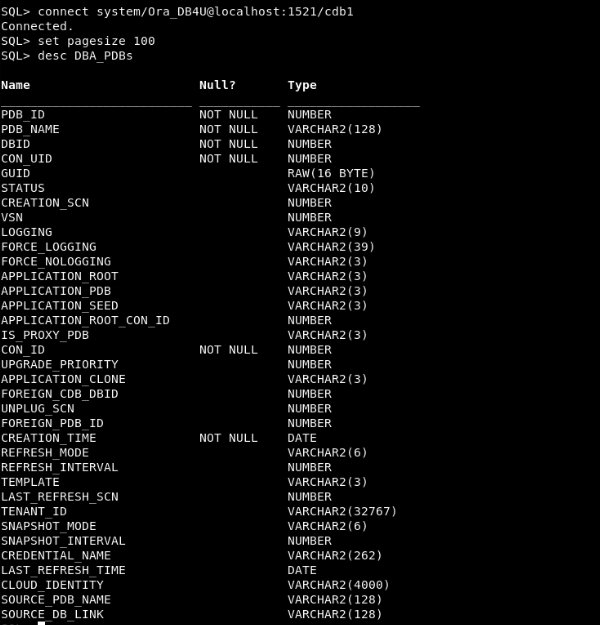 SQL> connect system/Ora_DB4U@localhost:1521/cdb1
Connected.
SQL> set pagesize 100
SQL> desc DBA_PDBs
Name Null? Type
PDB_ID NOT NULL NUMBER
PDB_NAME NOT NULL VARCHAR2(128)
DBID NOT NULL NUMBER
CON_UID NOT NULL NUMBER
GUID RAW(16 BYTE)
STATUS VARCHAR2(10)
CREATION_SCN NUMBER
VSN NUMBER
LOGGING VARCHAR2(9)
FORCE_LOGGING VARCHAR2(39)
FORCE_NOLOGGING VARCHAR2(3)
APPLICATION_ROOT VARCHAR2(3)
APPLICATION_PDB VARCHAR2(3)
APPLICATION_SEED VARCHAR2(3)
APPLICATION_ROOT_CON_ID NUMBER
IS_PROXY_PDB VARCHAR2(3)
CON_ID NOT NULL NUMBER
UPGRADE_PRIORITY NUMBER
APPLICATION_CLONE VARCHAR2(3)
FOREIGN_CDB_DBID NUMBER
UNPLUG_SCN NUMBER
FOREIGN_PDB_ID NUMBER
CREATION_TIME NOT NULL DATE
REFRESH_MODE VARCHAR2(6)
REFRESH_INTERVAL NUMBER
TEMPLATE VARCHAR2(3)
LAST_REFRESH_SCN NUMBER
TENANT_ID VARCHAR2(32767)
SNAPSHOT_MODE VARCHAR2(6)
SNAPSHOT_INTERVAL NUMBER
CREDENTIAL_NAME VARCHAR2(262)
LAST_REFRESH_TIME DATE
CLOUD_IDENTITY VARCHAR2(4000)
SOURCE_PDB_NAME VARCHAR2(128)
SOURCE_DB_LINK VARCHAR2(128)